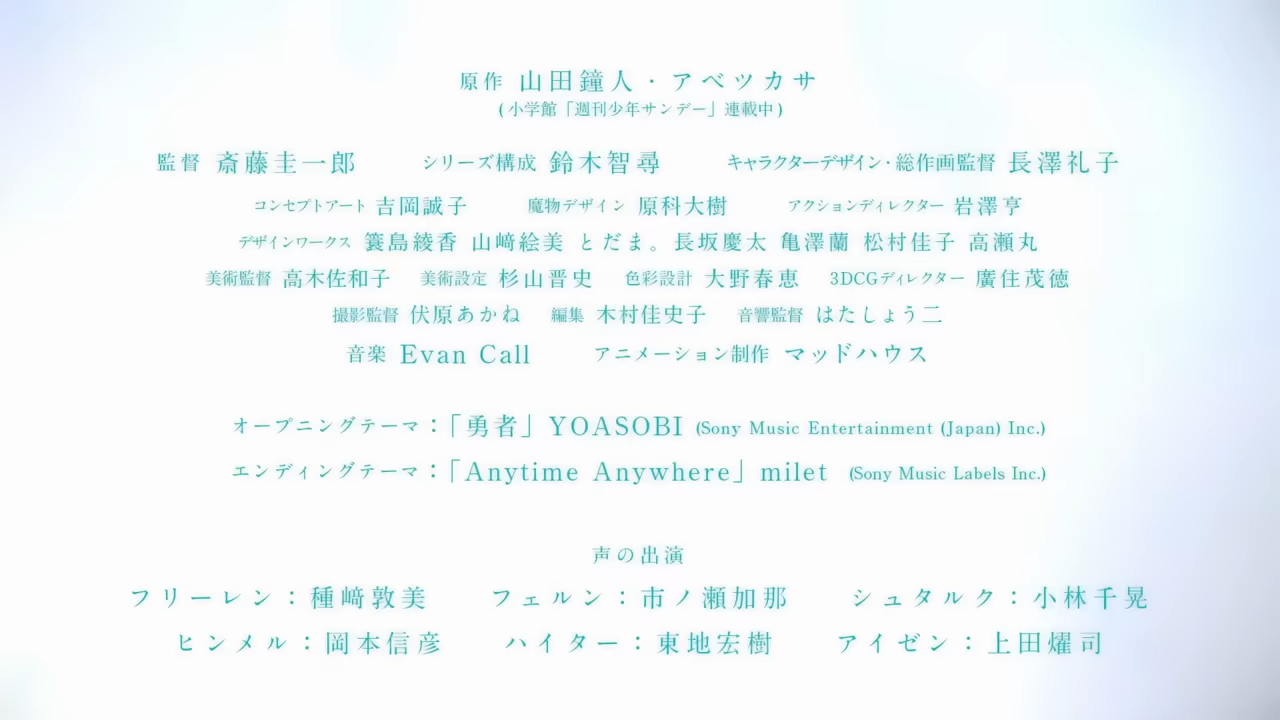 原作 山田鐘人・アベツカサ
(小学館「週刊少年サンデー」連載中)
監督 斎藤圭一郎 シリーズ構成 鈴木智尋 キャラクターデザイン・総作画監督 長澤礼子
コンセプトアート 吉岡誠子 魔物デザイン 原科大樹 アクションディレクター 岩澤亨
デザインワークス 簑島綾香 山﨑絵美 とだま。 長坂慶太 亀澤蘭 松村佳子 高瀬丸
美術監督 高木佐和子 美術設定 杉山晋史 色彩設計 大野春恵 3DCGディレクター 廣住茂徳
撮影監督 伏原あかね 編集 木村佳史子 音響監督 はたしょう二
音楽 Evan Call アニメーション制作 マッドハウス
オープニングテーマ：「勇者」YOASOBI (Sony Music Entertainment (Japan) Inc.)
エンディングテーマ：「Anytime Anywhere」milet (Sony Music Labels Inc.)
声の出演
フリーレン：種﨑敦美 フェルン：市ノ瀬加那 シュタルク：小林千晃
ヒンメル：岡本信彦 ハイター：東地宏樹 アイゼン：上田燿司